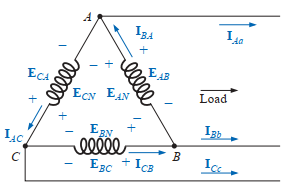 A
I_BA
I_Aa
− +
− +
E_CA
E_CN
E_AN
E_AB
+
−
Load
I_AC
+
+
−
E_BN
I_Bb
C
− +
B
E_BC
I_CB
I_Cc